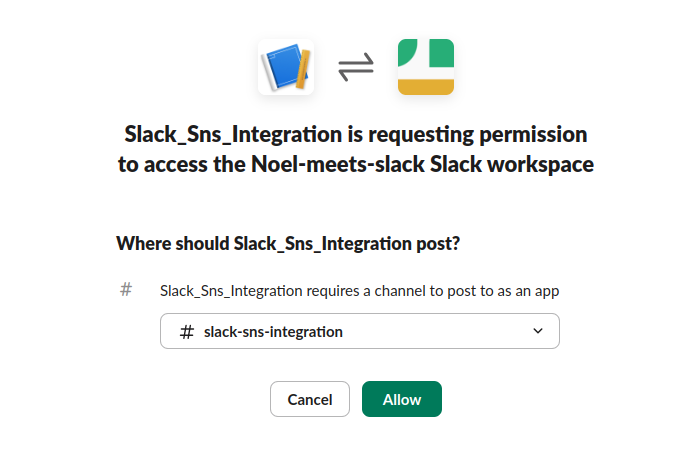 Slack_Sns_Integration is requesting permission
to access the Noel-meets-slack Slack workspace
Where should Slack_Sns_Integration post?
# Slack_Sns_Integration requires a channel to post to as an app
# slack-sns-integration
Cancel Allow